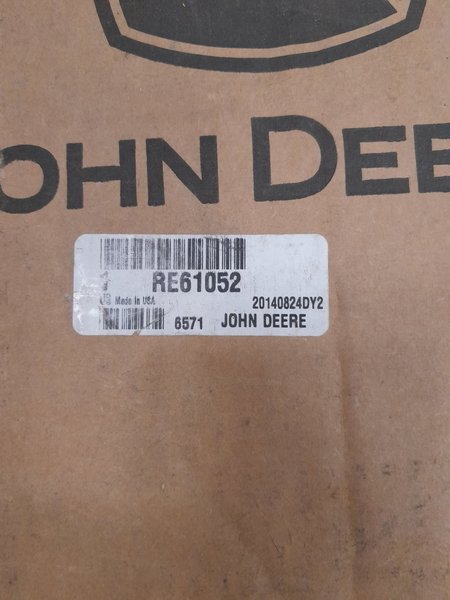 JOHN DEE
RE61052
Made in USA
20140824DY2
6571 JOHN DEERE